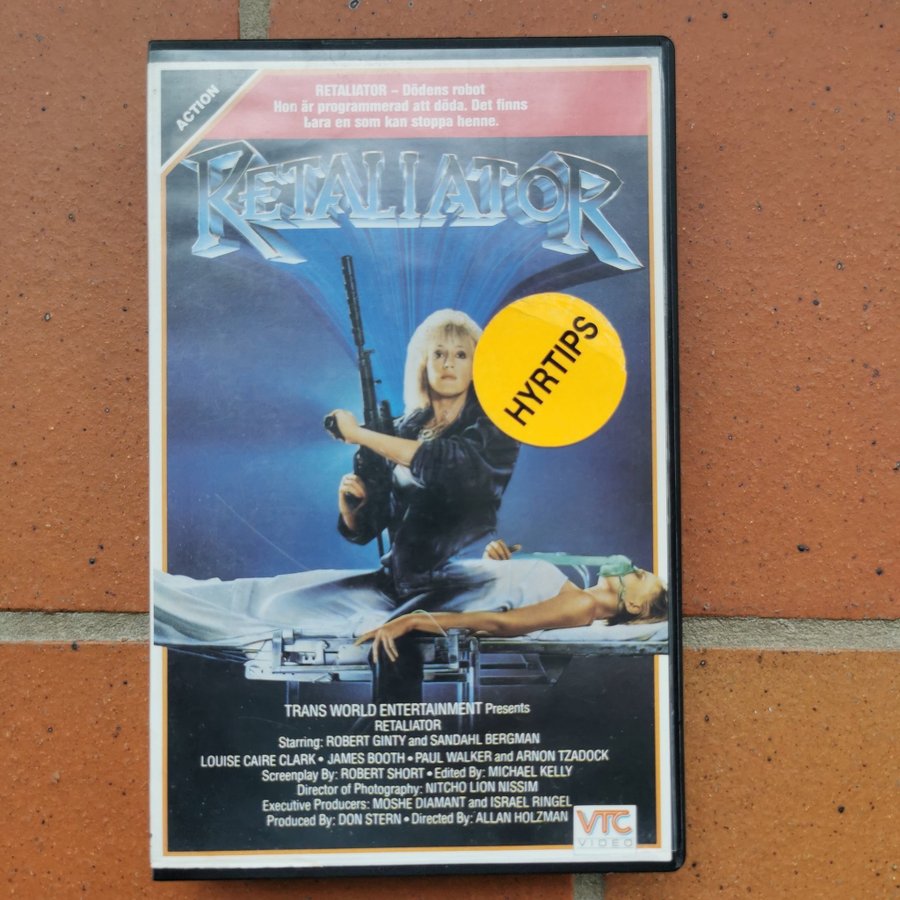 ACTION
RETALIATOR – Dödens robot
Hon är programmerad att döda. Det finns
bara en som kan stoppa henne.
RETALIATOR
HYRTIPS
TRANS WORLD ENTERTAINMENT Presents
RETALIATOR
Starring: ROBERT GINTY and SANDAHL BERGMAN
LOUISE CAIRE CLARK • JAMES BOOTH • PAUL WALKER and ARNON TZADOCK
Screenplay By: ROBERT SHORT • Edited By: MICHAEL KELLY
Director of Photography: NITCHO LION NISSIM
Executive Producers: MOSHE DIAMANT and ISRAEL RINGEL
Produced By: DON STERN • Directed By: ALLAN HOLZMAN
VTC
VIDEO